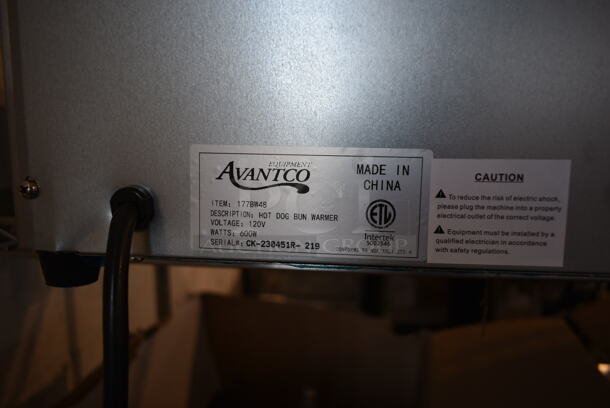 EQUIPMENT
AVANTCO
MADE IN
CHINA
ITEM: 177BW48
DESCRIPTION: HOT DOG BUN WARMER
VOLTAGE: 120V
WATTS: 600W
SERIAL#: CK-230451R- 219
ETL
Intertek
CAUTION
To reduce the risk of electric shock,
please plug the machine into a properly
electrical outlet of the correct voltage.
Equipment must be installed by a
qualified electrician in accordance
with safety regulations.